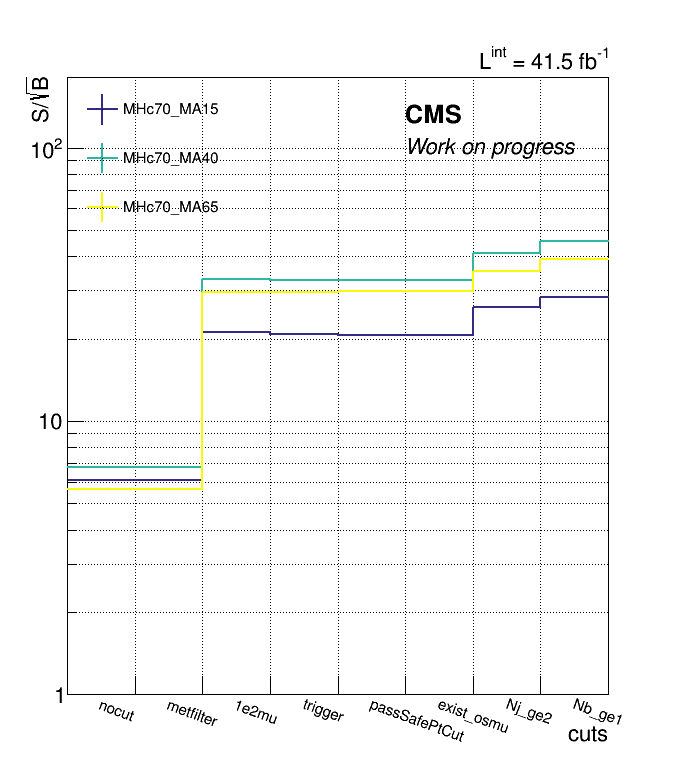 L^int = 41.5 fb^-1
S/√B
MHc70_MA15
CMS
10^2
Work on progress
MHc70_MA40
MHc70_MA65
10
1
nocut metfilter 1e2mu trigger passSafePtCut exist_osmu Nj_ge2 Nb_ge1
cuts